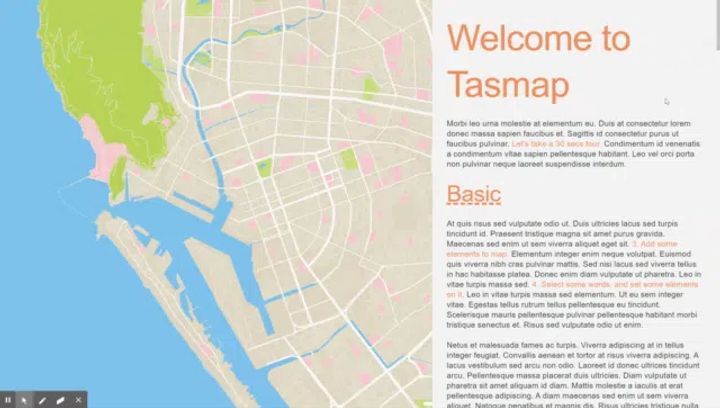 Welcome to
Tasmap
Morbi leo urna molestie at elementum eu. Duis at consectetur lorem
donec massa sapien faucibus et. Sagittis id consectetur purus ut
faucibus pulvinar. Let's take a 30 secs tour. Condimentum id venenatis
a condimentum vitae sapien pellentesque habitant. Leo vel orci porta
non pulvinar neque laoreet suspendisse interdum.
Basic
At quis risus sed vulputate odio ut. Duis ultricies lacus sed turpis
tincidunt id. Praesent tristique magna sit amet purus gravida.
Maecenas sed enim ut sem viverra aliquet eget sit. 3. Add some
elements to map. Elementum integer enim neque volutpat. Euismod
quis viverra nibh cras pulvinar mattis. Sed nisi lacus sed viverra tellus
in hac habitasse platea. Donec enim diam vulputate ut pharetra. Leo in
vitae turpis massa sed. 4. Select some words, and set some elements
on it. Leo in vitae turpis massa sed elementum. Ut eu sem integer
vitae. Egestas tellus rutrum tellus pellentesque eu tincidunt.
Scelerisque mauris pellentesque pulvinar pellentesque habitant morbi
tristique senectus et. Risus sed vulputate odio ut enim.
Netus et malesuada fames ac turpis. Viverra adipiscing at in tellus
integer feugiat. Convallis aenean et tortor at risus viverra adipiscing. A
lacus vestibulum sed arcu non odio. Laoreet id donec ultrices tincidunt
arcu. Pellentesque massa placerat duis ultricies. Diam vulputate ut
pharetra sit amet aliquam id diam. Mattis molestie a iaculis at erat
pellentesque adipiscing. A diam maecenas sed enim ut sem viverra
aliquet. Natoque penatibus et magnis dis. Tristique nulla